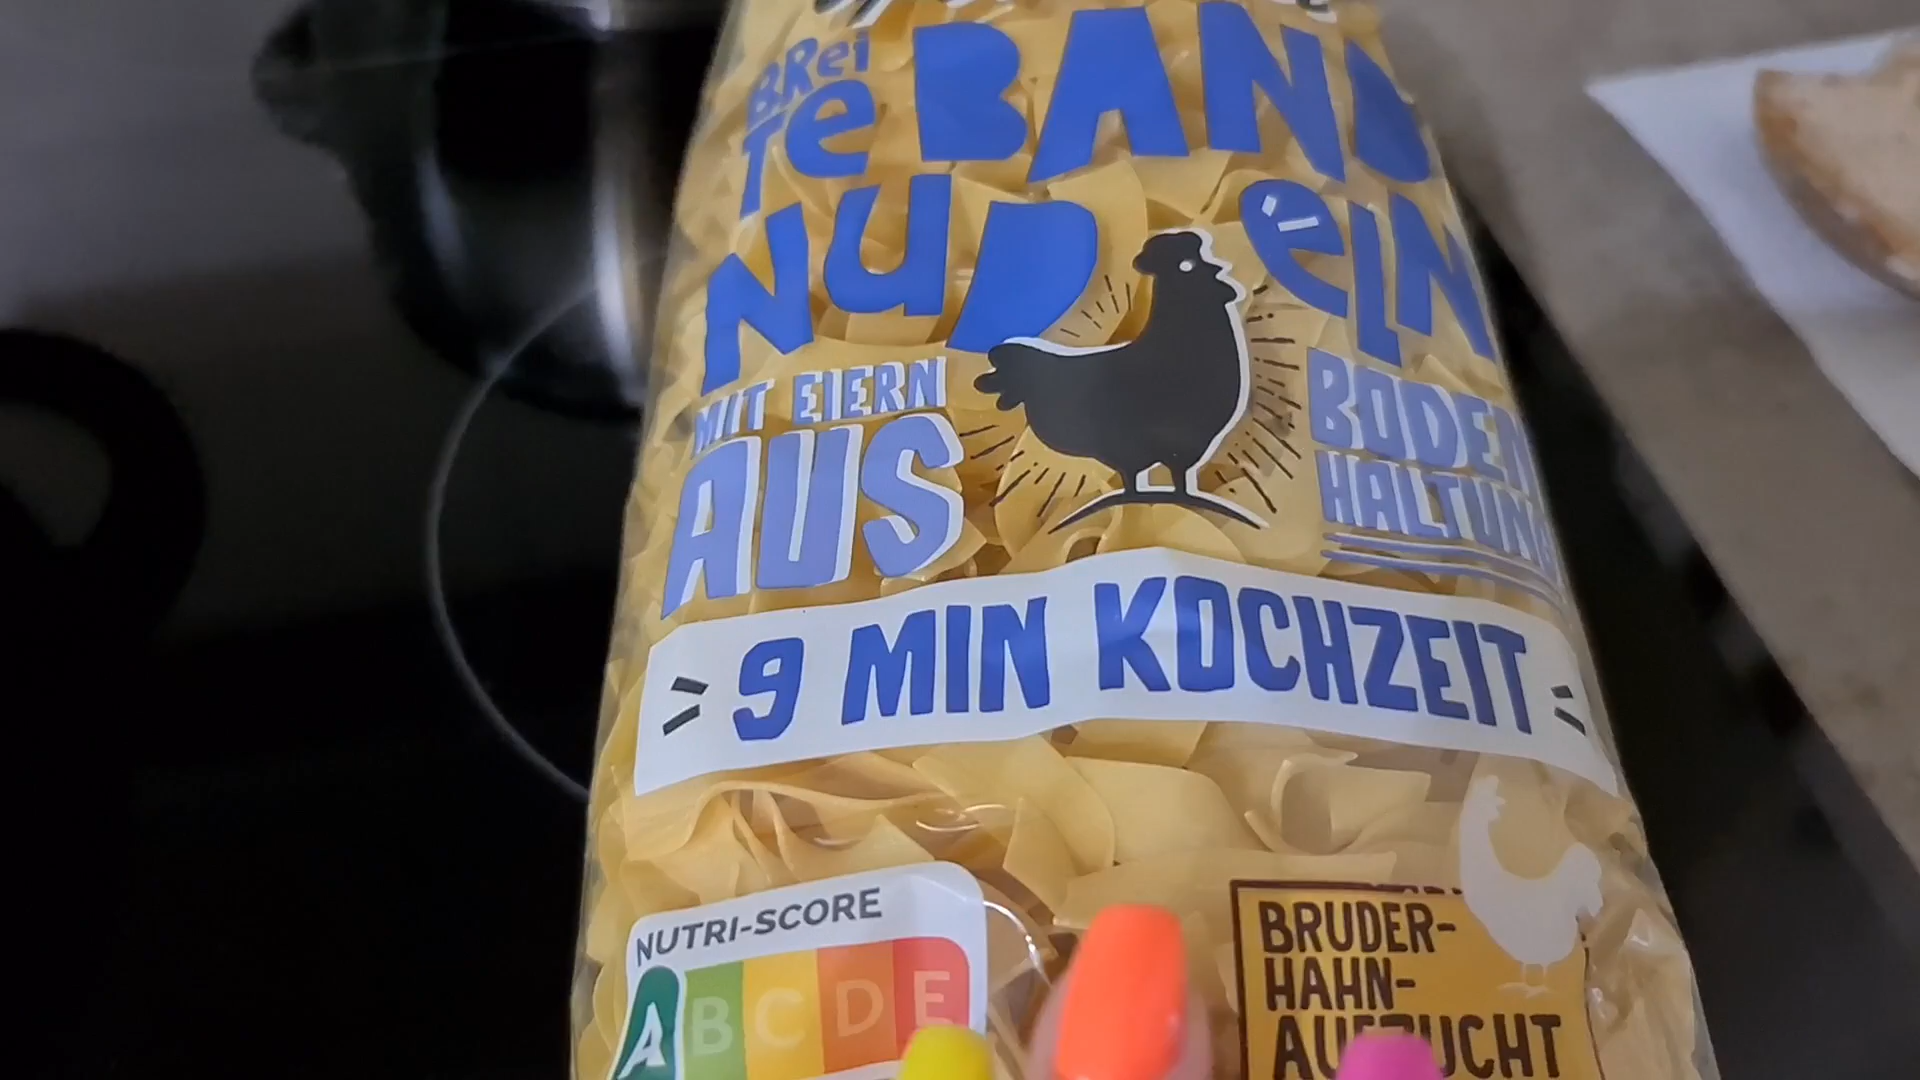 BREI
TE BAND
NUDELN
MIT EIERN
AUS BODEN
HALTUNG
9 MIN KOCHZEIT
NUTRI-SCORE
A B C D E
BRUDER-
HAHN-
AUFZUCHT